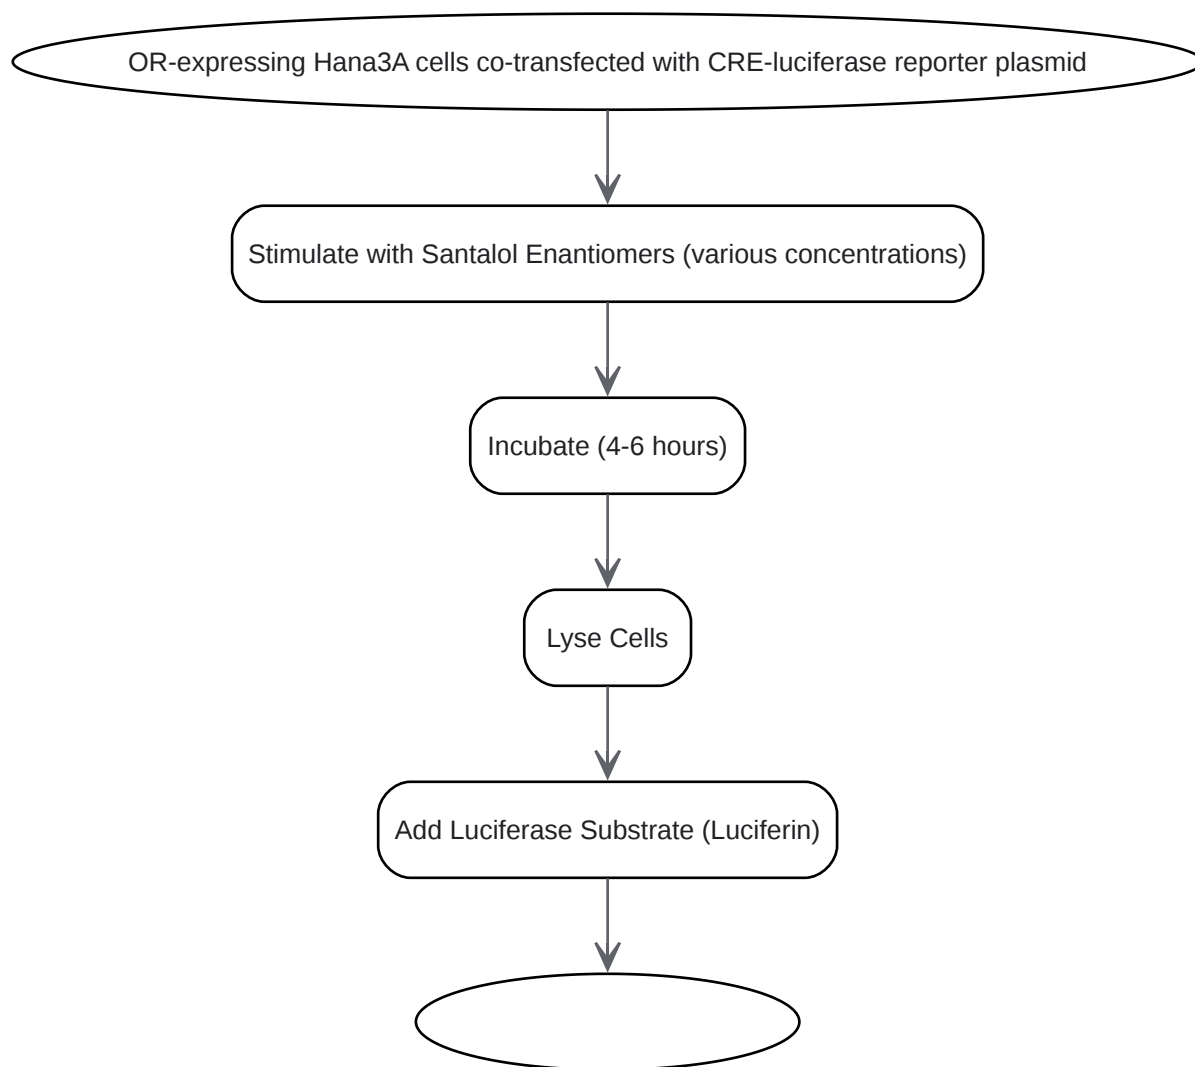 OR-expressing Hana3A cells co-transfected with CRE-luciferase reporter plasmid
Stimulate with Santalol Enantiomers (various concentrations)
Incubate (4-6 hours)
Lyse Cells
Add Luciferase Substrate (Luciferin)